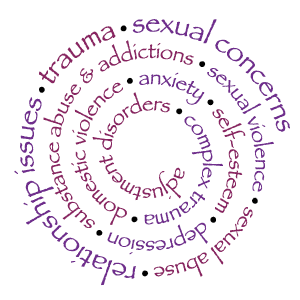 adjustment disorders • complex trauma • domestic violence • anxiety • self-esteem • depression • substance abuse & addictions • sexual violence • sexual abuse • relationship issues • trauma • sexual concerns